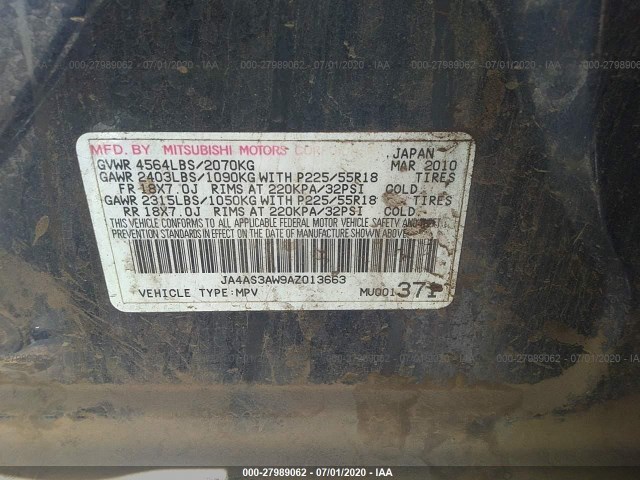 000-27989062 - 07/01/2020 - IAA
MFD. BY MITSUBISHI MOTORS CORPOR JAPAN
GVWR 4564LBS/2070KG MAR 2010
GAWR 2403LBS/1090KG WITH P225/55R18 TIRES
FR 18X7.0J RIMS AT 220KPA/32PSI COLD.
GAWR 2315LBS/1050KG WITH P225/55R18 TIRES
RR 18X7.0J RIMS AT 220KPA/32PSI COLD.
THIS VEHICLE CONFORMS TO ALL APPLICABLE FEDERAL MOTOR VEHICLE SAFETY AND THEFT
PREVENTION STANDARDS IN EFFECT ON THE DATE OF MANUFACTURE SHOWN ABOVE.
JA4AS3AW9AZ013663
VEHICLE TYPE:MPV MU001371
000-27989062 - 07/01/2020 - IAA